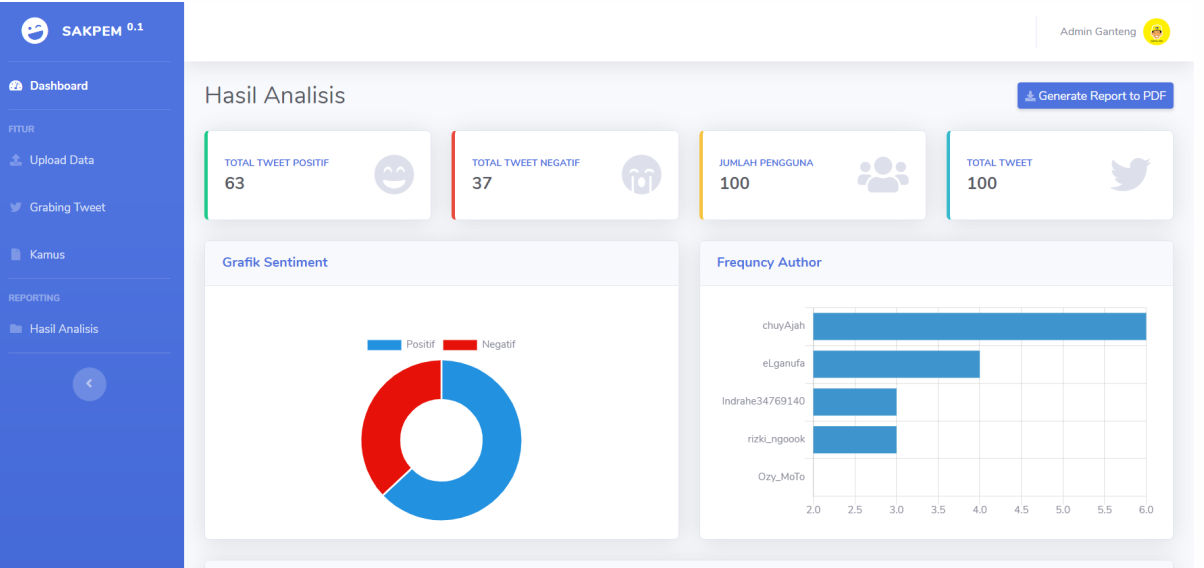 SAKPEM 0.1
Admin Ganteng
Dashboard
FITUR
Upload Data
Grabing Tweet
Kamus
REPORTING
Hasil Analisis
Hasil Analisis
Generate Report to PDF
TOTAL TWEET POSITIF
63
TOTAL TWEET NEGATIF
37
JUMLAH PENGGUNA
100
TOTAL TWEET
100
Grafik Sentiment
Positif Negatif
Frequncy Author
chuyAjah
eLganufa
Indrahe34769140
rizki_ngoook
Ozy_MoTo
2.0 2.5 3.0 3.5 4.0 4.5 5.0 5.5 6.0